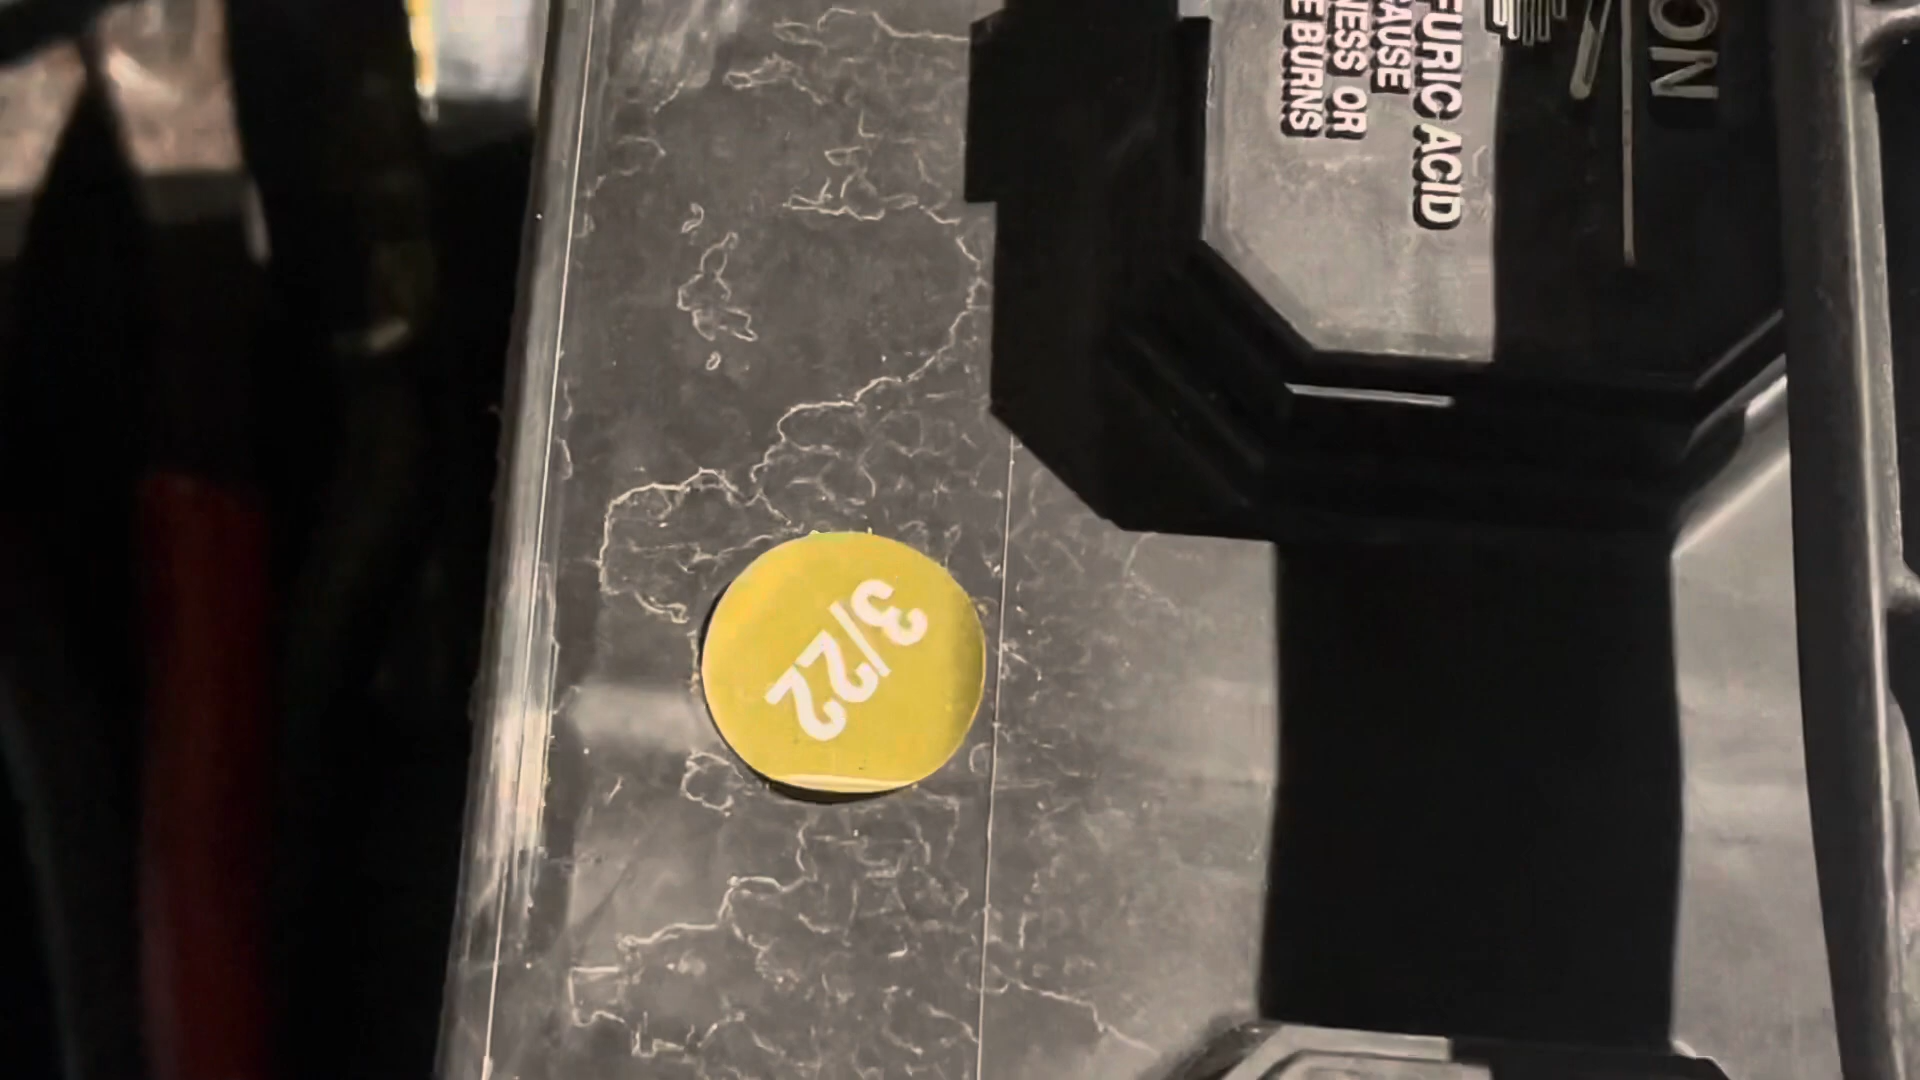 ON
FURIC ACID
CAUSE
NESS OR
E BURNS
3/22